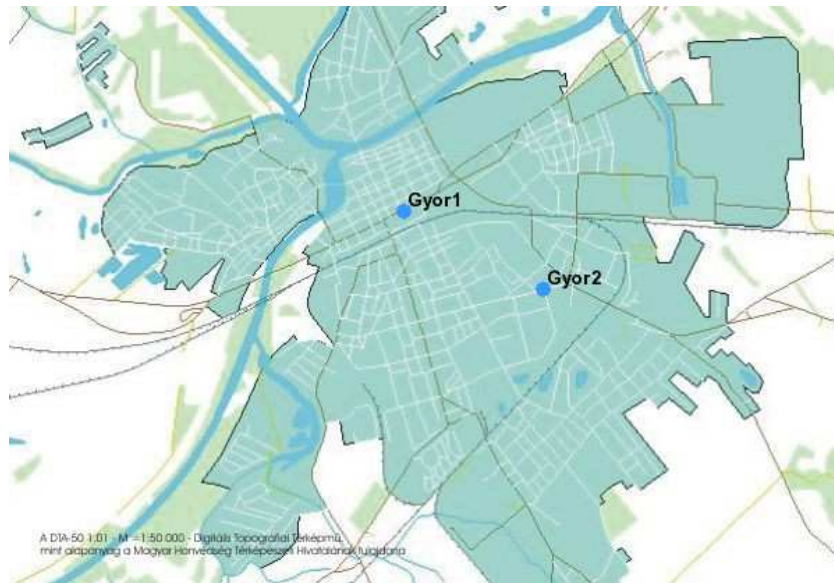 Gyor1
Gyor2
A DTA-50 1.01 - M =1:50 000 - Digitális Topográfiai Térképmű,
mint alapanyag a Magyar Honvédség Térképészeti Hivatalának tulajdona